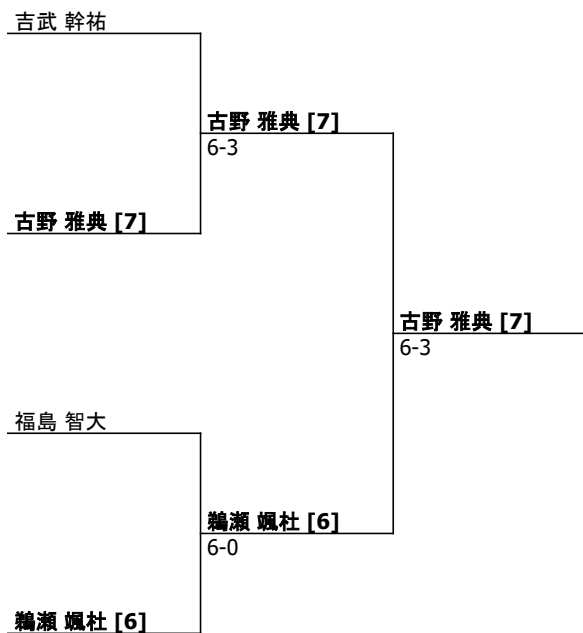 吉武 幹祐
古野 雅典 [7]
6-3
古野 雅典 [7]
古野 雅典 [7]
6-3
福島 智大
鵜瀬 颯杜 [6]
6-0
鵜瀬 颯杜 [6]